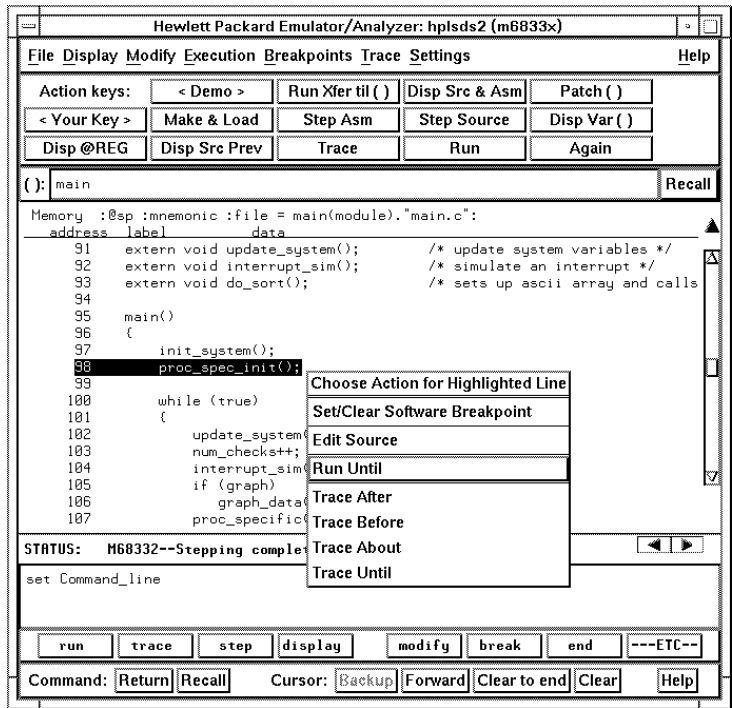 Hewlett Packard Emulator/Analyzer: hplsds2 (m6833x)
File Display Modify Execution Breakpoints Trace Settings Help
Action keys: < Demo > Run Xfer til ( ) Disp Src & Asm Patch ( )
< Your Key > Make & Load Step Asm Step Source Disp Var ( )
Disp @REG Disp Src Prev Trace Run Again
( ): main Recall
Memory :@sp :mnemonic :file = main(module)."main.c":
address label data
91 extern void update_system(); /* update system variables */
92 extern void interrupt_sim(); /* simulate an interrupt */
93 extern void do_sort(); /* sets up ascii array and calls
94
95 main()
96 {
97 init_system();
98 proc_spec_init();
99
100 while (true)
101 {
102 update_system(
103 num_checks++;
104 interrupt_sim(
105 if (graph)
106 graph_data(
107 proc_specific(
Choose Action for Highlighted Line
Set/Clear Software Breakpoint
Edit Source
Run Until
Trace After
Trace Before
Trace About
Trace Until
STATUS: M68332--Stepping complet
set Command_line
run trace step display modify break end ---ETC--
Command: Return Recall Cursor: Backup Forward Clear to end Clear Help